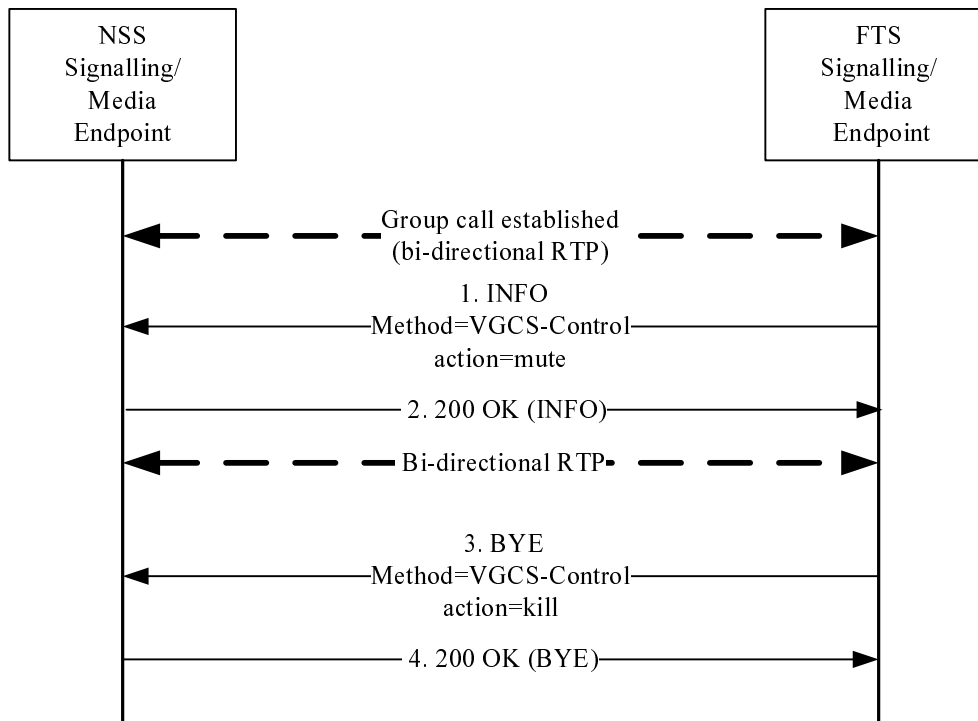 NSS
Signalling/
Media
Endpoint
FTS
Signalling/
Media
Endpoint
Group call established
(bi-directional RTP)
1. INFO
Method=VGCS-Control
action=mute
2. 200 OK (INFO)
Bi-directional RTP
3. BYE
Method=VGCS-Control
action=kill
4. 200 OK (BYE)